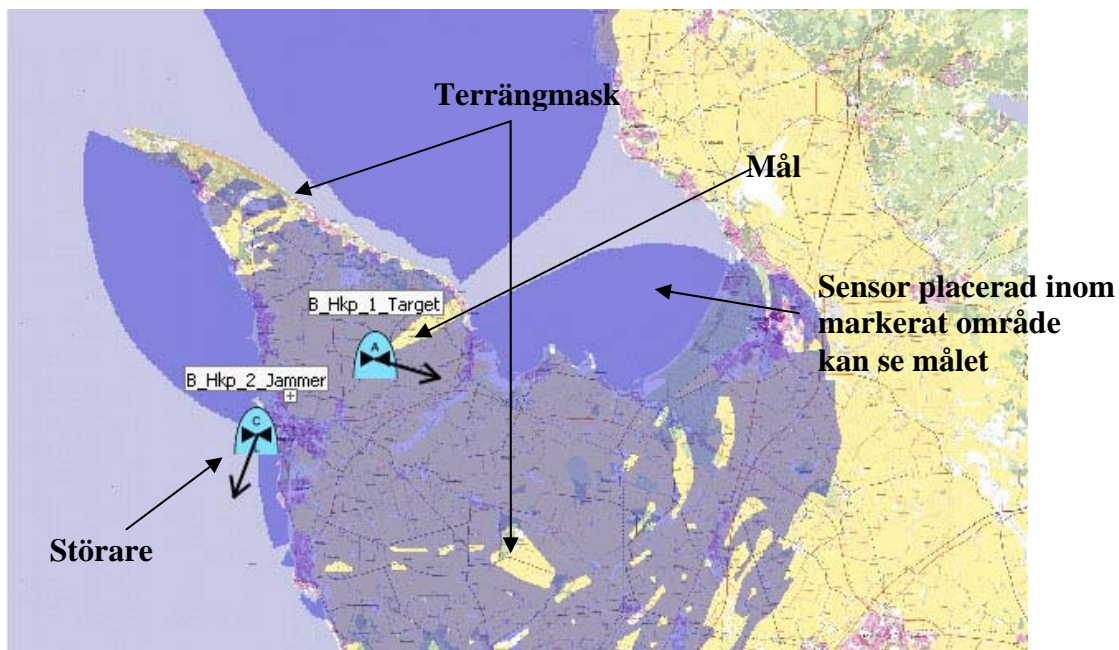 Terrängmask
Mål
B_Hkp_1_Target
A
Sensor placerad inom
markerat område
kan se målet
B_Hkp_2_Jammer
C
Störare